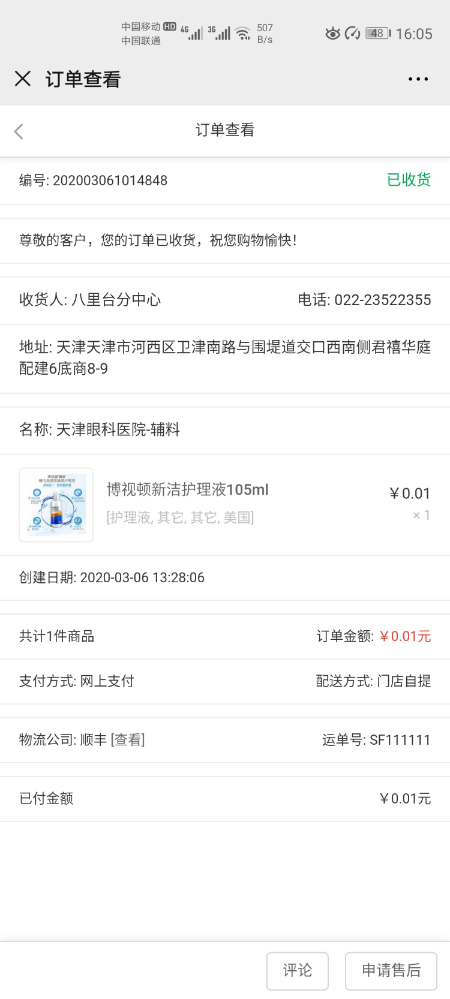 中国移动 HD 4G 3G 507 48 16:05
中国联通 B/s
订单查看
订单查看
编号: 202003061014848 已收货
尊敬的客户，您的订单已收货，祝您购物愉快！
收货人: 八里台分中心 电话: 022-23522355
地址: 天津天津市河西区卫津南路与围堤道交口西南侧君禧华庭
配建6底商8-9
名称: 天津眼科医院-辅料
博视顿新洁护理液105ml ￥0.01
[护理液, 其它, 其它, 美国] × 1
创建日期: 2020-03-06 13:28:06
共计1件商品 订单金额: ￥0.01元
支付方式: 网上支付 配送方式: 门店自提
物流公司: 顺丰 [查看] 运单号: SF111111
已付金额 ￥0.01元
评论 申请售后